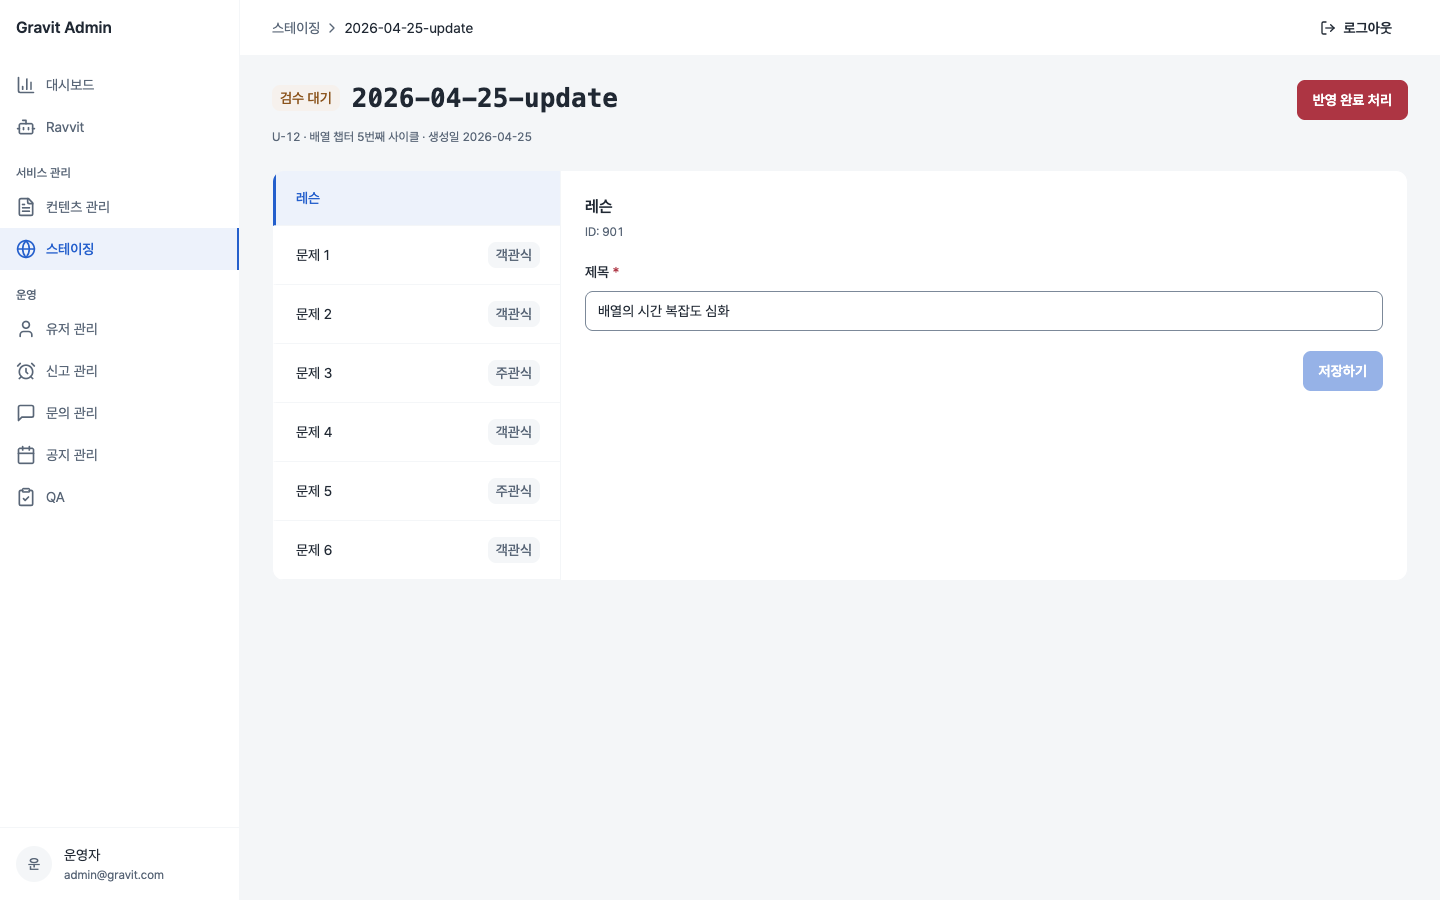 Gravit Admin
대시보드
Ravvit
서비스 관리
컨텐츠 관리
스테이징
운영
유저 관리
신고 관리
문의 관리
공지 관리
QA
운
운영자
admin@gravit.com
스테이징 > 2026-04-25-update
로그아웃
검수 대기 2026-04-25-update
반영 완료 처리
U-12 · 배열 챕터 5번째 사이클 · 생성일 2026-04-25
레슨
문제 1 객관식
문제 2 객관식
문제 3 주관식
문제 4 객관식
문제 5 주관식
문제 6 객관식
레슨
ID: 901
제목 *
배열의 시간 복잡도 심화
저장하기